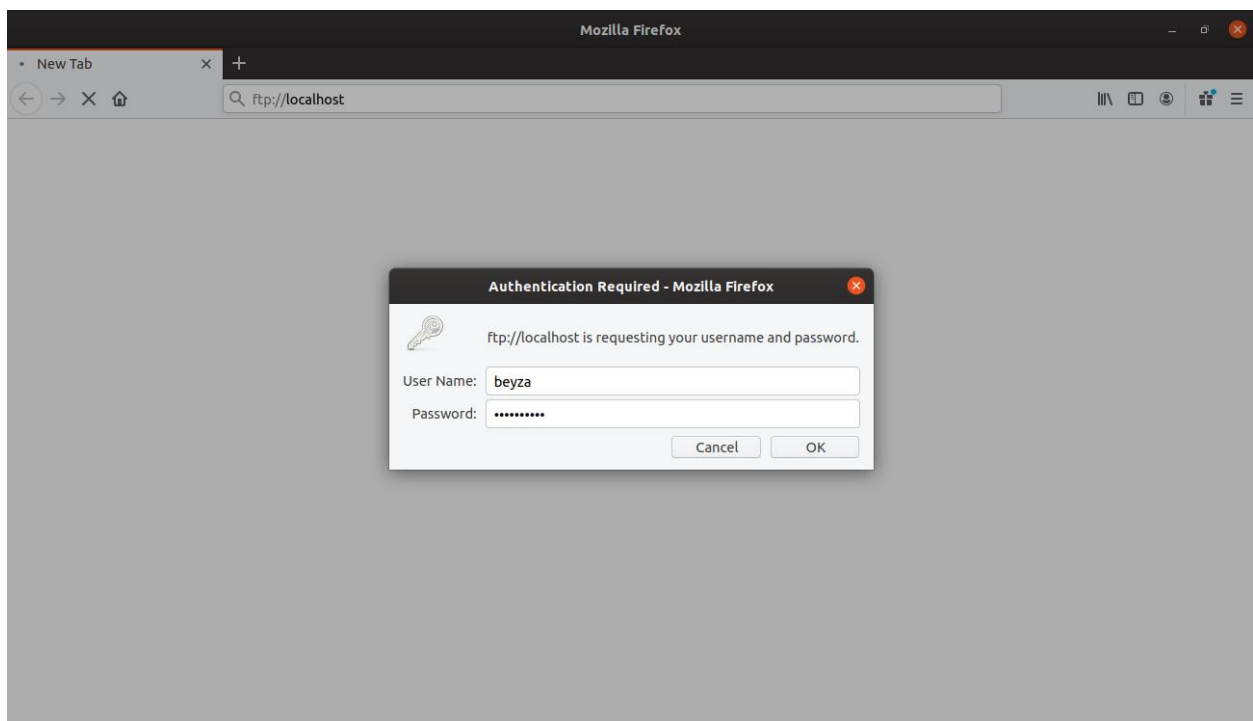 Mozilla Firefox
New Tab
ftp://localhost
Authentication Required - Mozilla Firefox
ftp://localhost is requesting your username and password.
User Name: beyza
Password: ••••••••••
Cancel OK